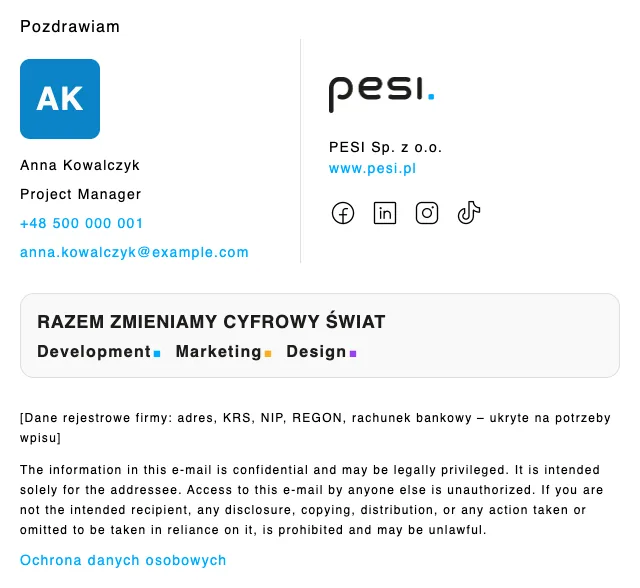 Pozdrawiam
AK
Anna Kowalczyk
Project Manager
+48 500 000 001
anna.kowalczyk@example.com
pesi.
PESI Sp. z o.o.
www.pesi.pl
in
RAZEM ZMIENIAMY CYFROWY ŚWIAT
Development Marketing Design
[Dane rejestrowe firmy: adres, KRS, NIP, REGON, rachunek bankowy – ukryte na potrzeby
wpisu]
The information in this e-mail is confidential and may be legally privileged. It is intended
solely for the addressee. Access to this e-mail by anyone else is unauthorized. If you are
not the intended recipient, any disclosure, copying, distribution, or any action taken or
omitted to be taken in reliance on it, is prohibited and may be unlawful.
Ochrona danych osobowych